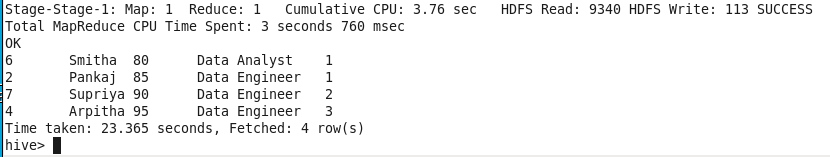 Stage-Stage-1: Map: 1  Reduce: 1   Cumulative CPU: 3.76 sec   HDFS Read: 9340 HDFS Write: 113 SUCCESS
Total MapReduce CPU Time Spent: 3 seconds 760 msec
OK
6       Smitha  80      Data Analyst    1
2       Pankaj  85      Data Engineer   1
7       Supriya 90      Data Engineer   2
4       Arpitha 95      Data Engineer   3
Time taken: 23.365 seconds, Fetched: 4 row(s)
hive>